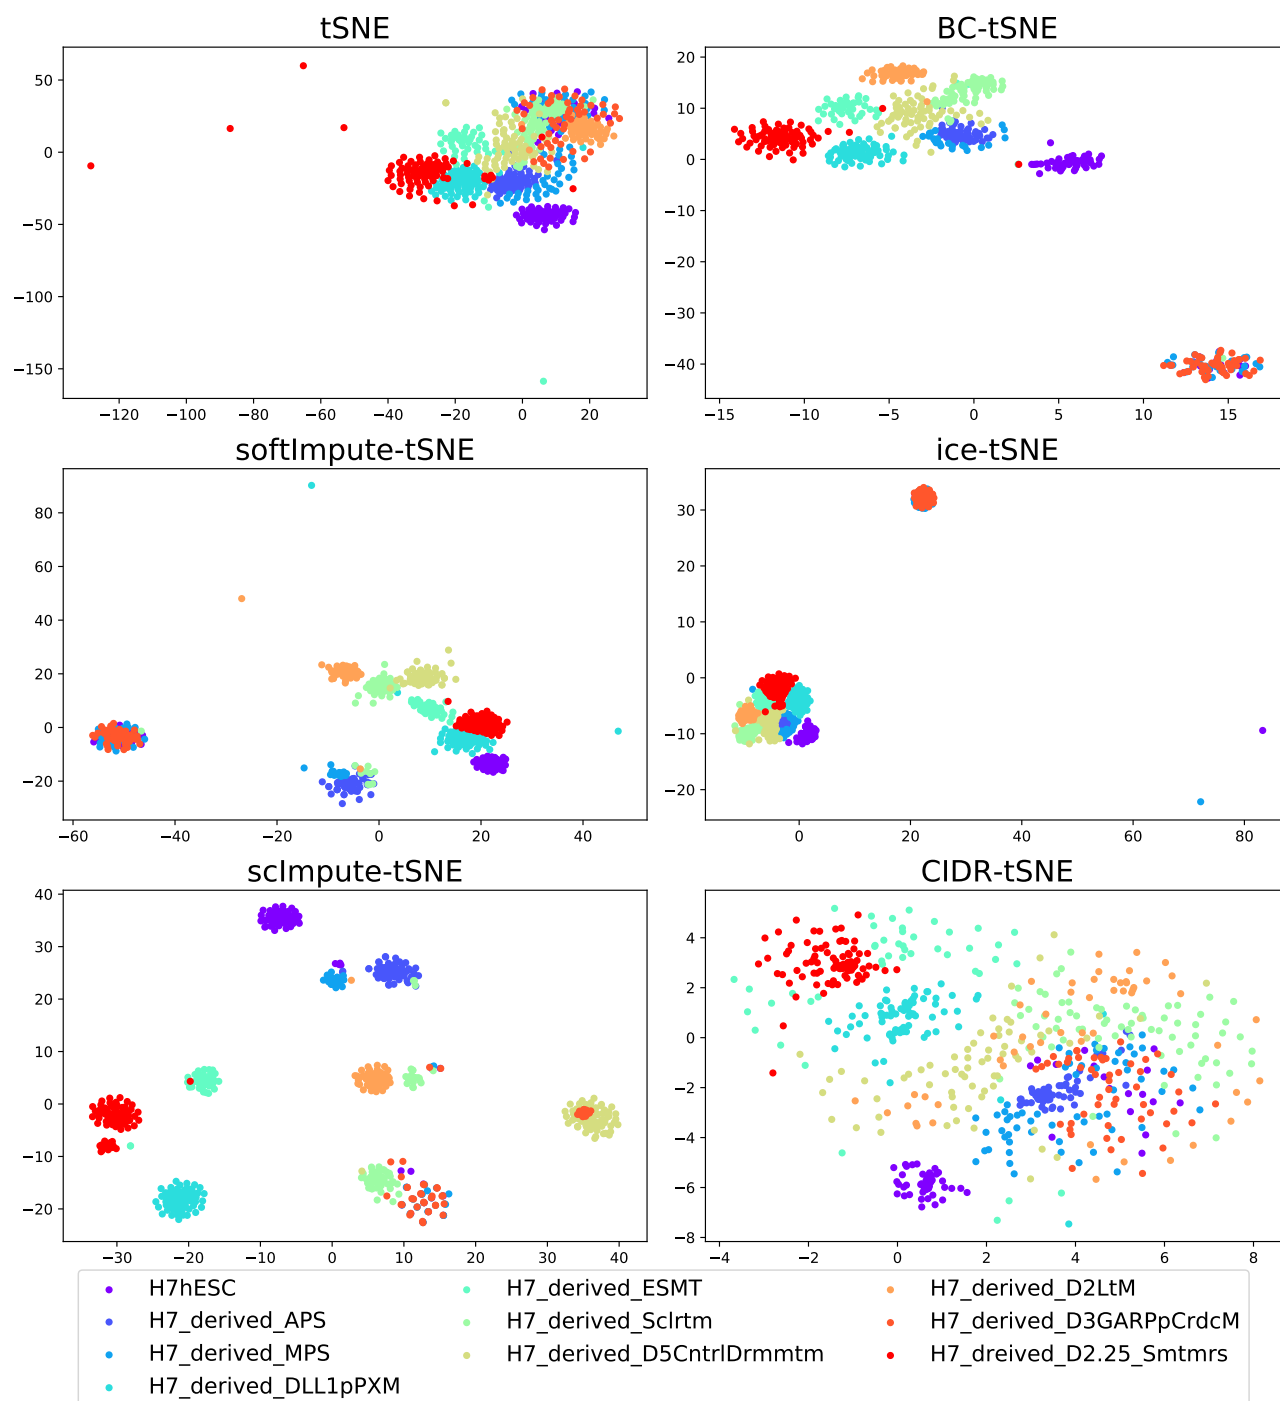 tSNE
BC-tSNE
50
0
−50
−100
−150
−120 −100 −80 −60 −40 −20 0 20
20
10
0
−10
−20
−30
−40
−15 −10 −5 0 5 10 15
softImpute-tSNE
ice-tSNE
80
60
40
20
0
−20
−60 −40 −20 0 20 40
30
20
10
0
−10
−20
0 20 40 60 80
scImpute-tSNE
CIDR-tSNE
40
30
20
10
0
−10
−20
−30 −20 −10 0 10 20 30 40
4
2
0
−2
−4
−6
−8
−4 −2 0 2 4 6 8
H7hESC
H7_derived_APS
H7_derived_MPS
H7_derived_DLL1pPXM
H7_derived_ESMT
H7_derived_Sclrtm
H7_derived_D5CntrlDrmmtm
H7_derived_D2LtM
H7_derived_D3GARPpCrdcM
H7_dreived_D2.25_Smtmrs